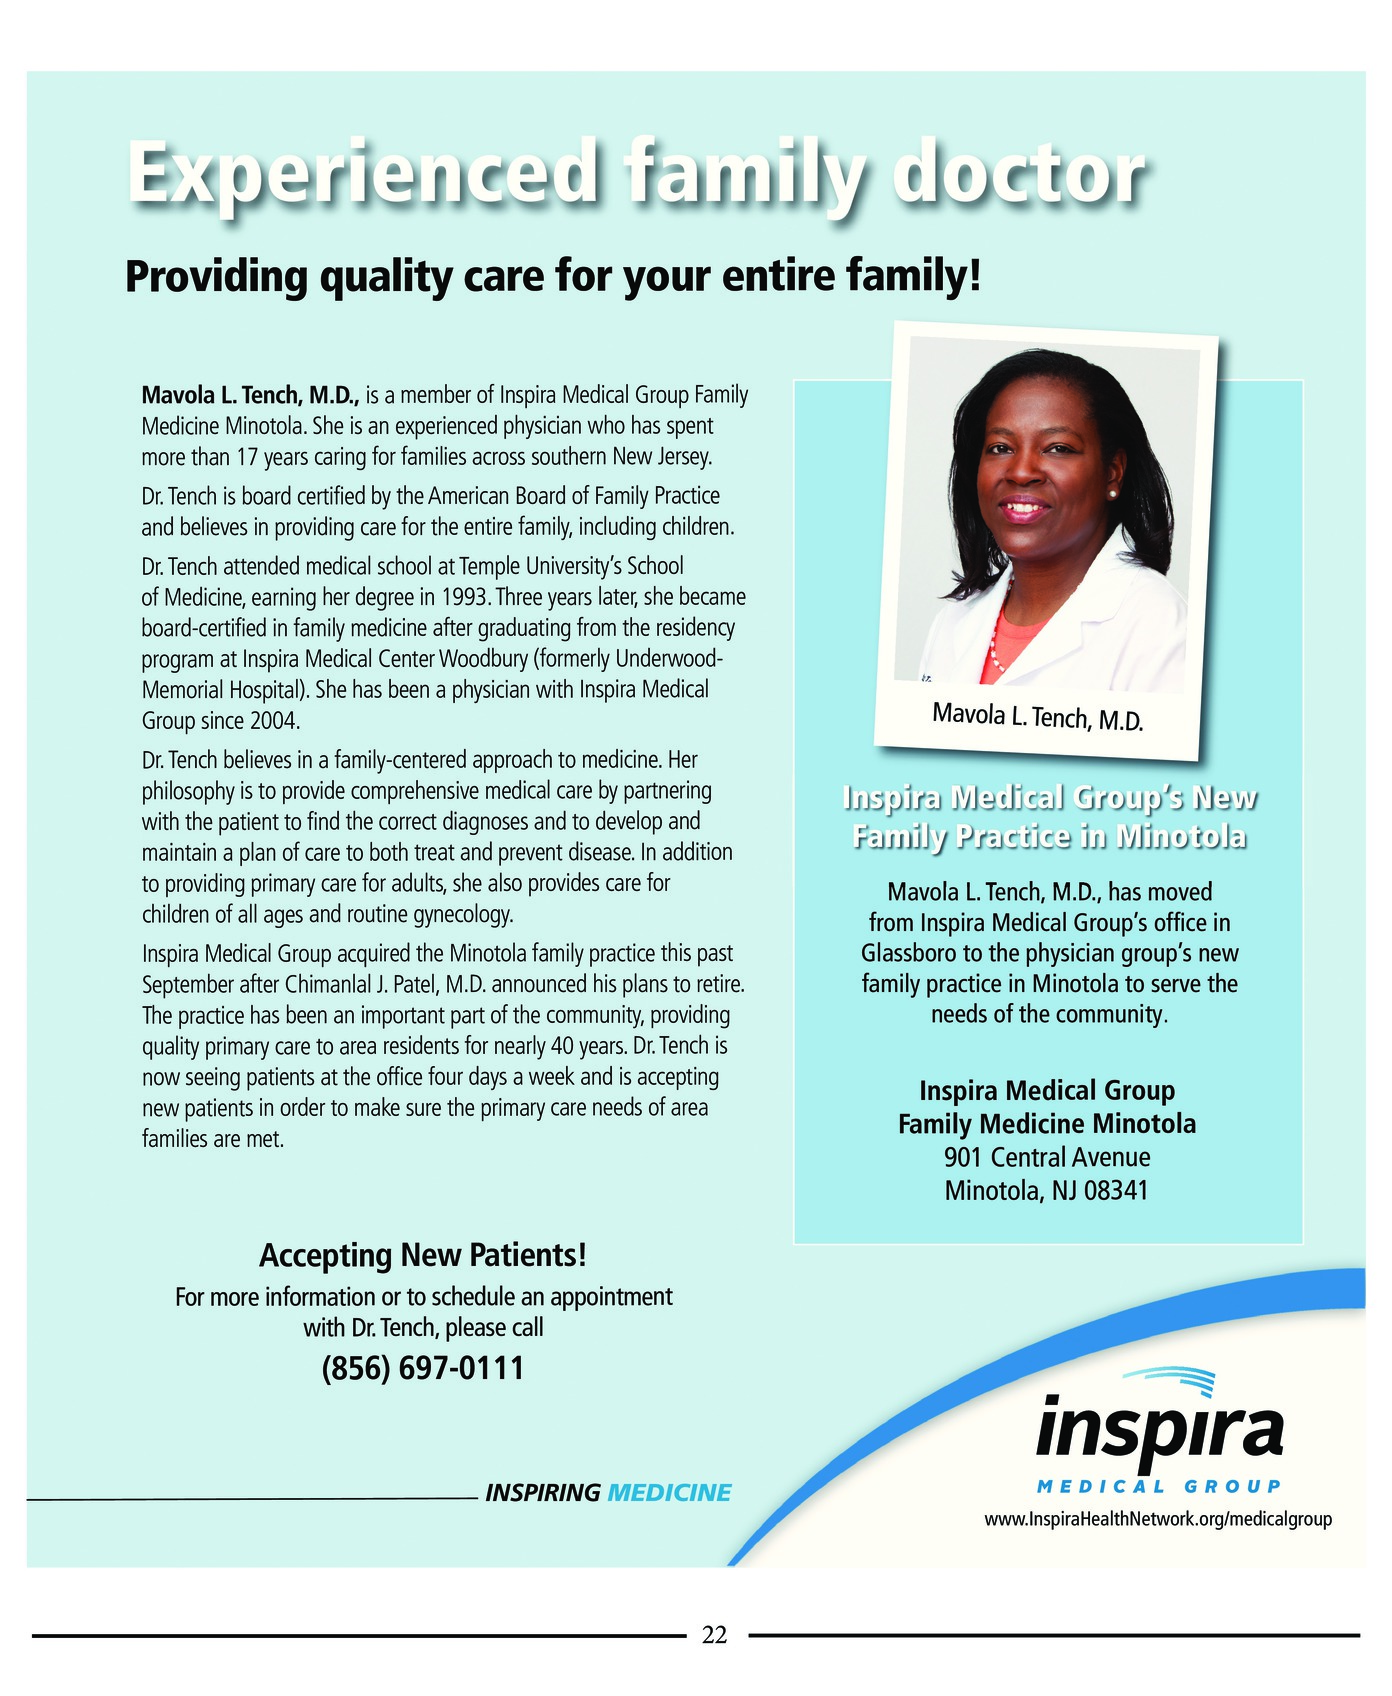 Experienced family doctor
Providing quality care for your entire family!
Mavola L. Tench, M.D., is a member of Inspira Medical Group Family
Medicine Minotola. She is an experienced physician who has spent
more than 17 years caring for families across southern New Jersey.
Dr. Tench is board certified by the American Board of Family Practice
and believes in providing care for the entire family, including children.
Dr. Tench attended medical school at Temple University’s School
of Medicine, earning her degree in 1993. Three years later, she became
board-certified in family medicine after graduating from the residency
program at Inspira Medical Center Woodbury (formerly Underwood-
Memorial Hospital). She has been a physician with Inspira Medical
Group since 2004.
Dr. Tench believes in a family-centered approach to medicine. Her
philosophy is to provide comprehensive medical care by partnering
with the patient to find the correct diagnoses and to develop and
maintain a plan of care to both treat and prevent disease. In addition
to providing primary care for adults, she also provides care for
children of all ages and routine gynecology.
Inspira Medical Group acquired the Minotola family practice this past
September after Chimanlal J. Patel, M.D. announced his plans to retire.
The practice has been an important part of the community, providing
quality primary care to area residents for nearly 40 years. Dr. Tench is
now seeing patients at the office four days a week and is accepting
new patients in order to make sure the primary care needs of area
families are met.
Accepting New Patients!
For more information or to schedule an appointment
with Dr. Tench, please call
(856) 697-0111
Mavola L. Tench, M.D.
Inspira Medical Group’s New
Family Practice in Minotola
Mavola L. Tench, M.D., has moved
from Inspira Medical Group’s office in
Glassboro to the physician group’s new
family practice in Minotola to serve the
needs of the community.
Inspira Medical Group
Family Medicine Minotola
901 Central Avenue
Minotola, NJ 08341
INSPIRING MEDICINE
inspira
MEDICAL GROUP
www.InspiraHealthNetwork.org/medicalgroup
22